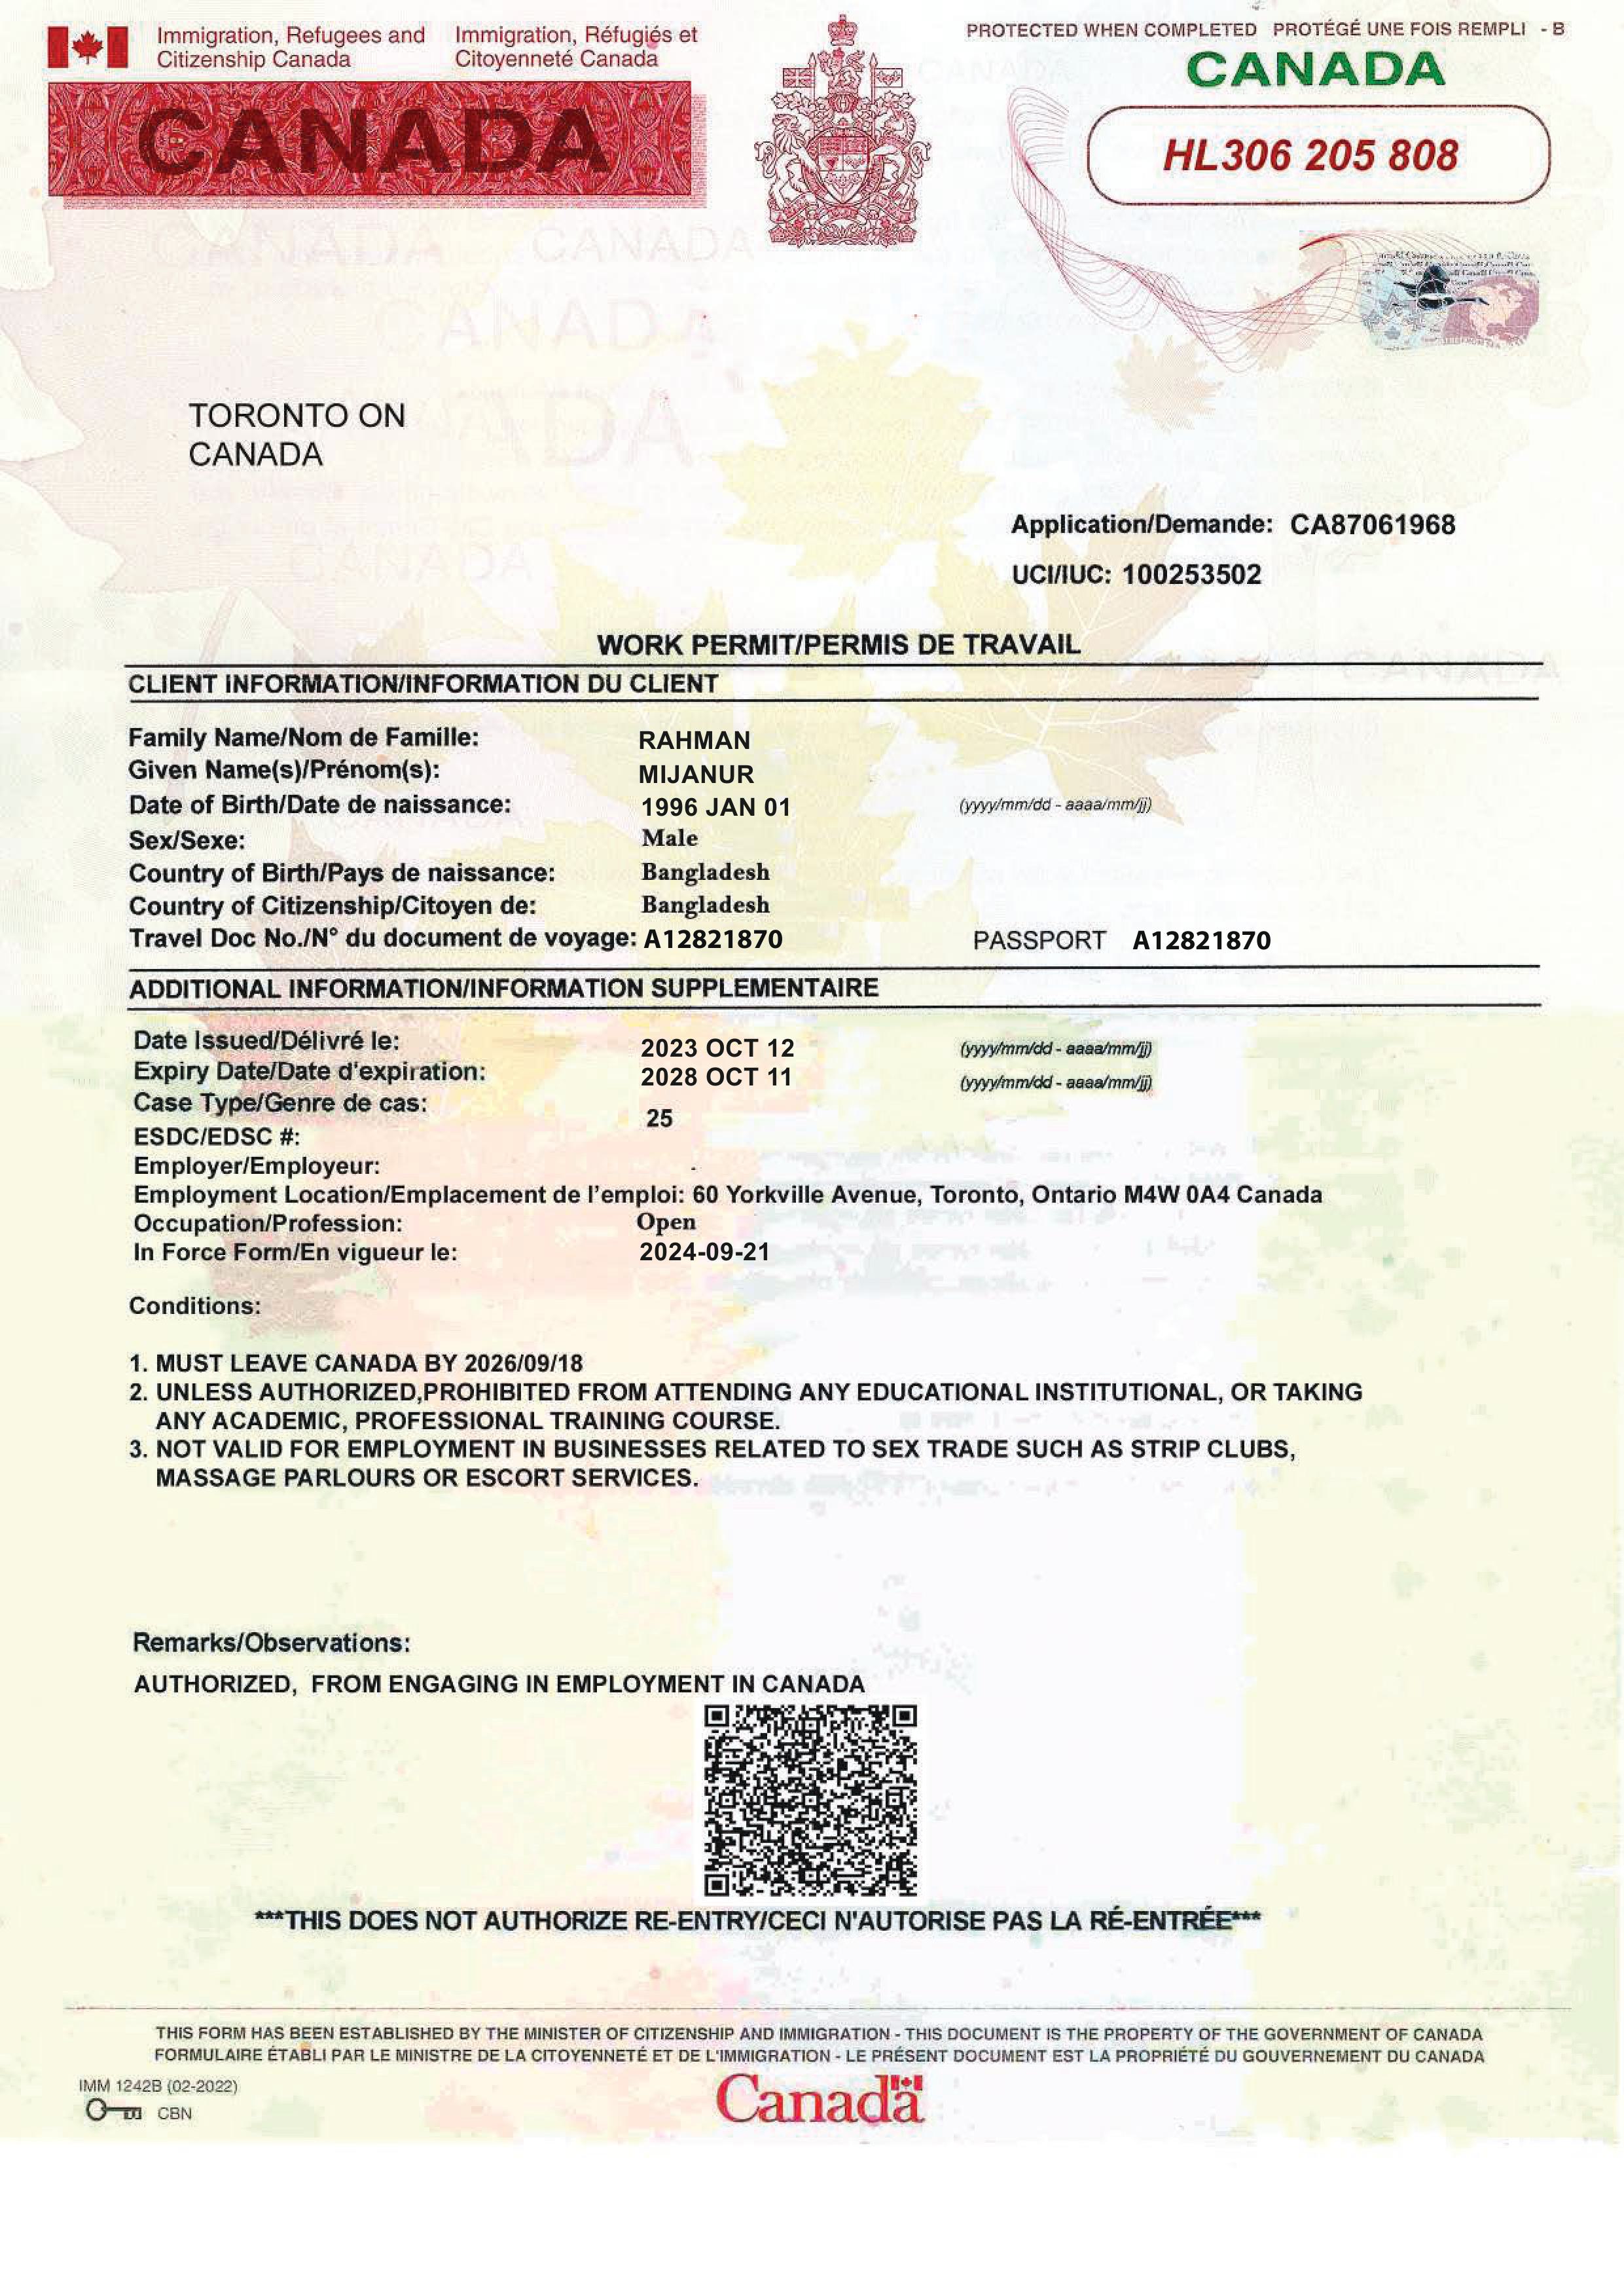 Immigration, Refugees and Citizenship Canada
Immigration, Réfugiés et Citoyenneté Canada
CANADA
PROTECTED WHEN COMPLETED PROTÉGÉ UNE FOIS REMPLI - B
CANADA
HL306 205 808
TORONTO ON
CANADA
Application/Demande: CA87061968
UCI/IUC: 100253502
WORK PERMIT/PERMIS DE TRAVAIL
CLIENT INFORMATION/INFORMATION DU CLIENT
Family Name/Nom de Famille: RAHMAN
Given Name(s)/Prénom(s): MIJANUR
Date of Birth/Date de naissance: 1996 JAN 01 (yyyy/mm/dd - aaaa/mm/jj)
Sex/Sexe: Male
Country of Birth/Pays de naissance: Bangladesh
Country of Citizenship/Citoyen de: Bangladesh
Travel Doc No./N° du document de voyage: A12821870 PASSPORT A12821870
ADDITIONAL INFORMATION/INFORMATION SUPPLEMENTAIRE
Date Issued/Délivré le: 2023 OCT 12 (yyyy/mm/dd - aaaa/mm/jj)
Expiry Date/Date d'expiration: 2028 OCT 11 (yyyy/mm/dd - aaaa/mm/jj)
Case Type/Genre de cas: 25
ESDC/EDSC #:
Employer/Employeur: .
Employment Location/Emplacement de l’emploi: 60 Yorkville Avenue, Toronto, Ontario M4W 0A4 Canada
Occupation/Profession: Open
In Force Form/En vigueur le: 2024-09-21
Conditions:
1. MUST LEAVE CANADA BY 2026/09/18
2. UNLESS AUTHORIZED,PROHIBITED FROM ATTENDING ANY EDUCATIONAL INSTITUTIONAL, OR TAKING
ANY ACADEMIC, PROFESSIONAL TRAINING COURSE.
3. NOT VALID FOR EMPLOYMENT IN BUSINESSES RELATED TO SEX TRADE SUCH AS STRIP CLUBS,
MASSAGE PARLOURS OR ESCORT SERVICES.
Remarks/Observations:
AUTHORIZED, FROM ENGAGING IN EMPLOYMENT IN CANADA
***THIS DOES NOT AUTHORIZE RE-ENTRY/CECI N'AUTORISE PAS LA RÉ-ENTRÉE***
THIS FORM HAS BEEN ESTABLISHED BY THE MINISTER OF CITIZENSHIP AND IMMIGRATION - THIS DOCUMENT IS THE PROPERTY OF THE GOVERNMENT OF CANADA
FORMULAIRE ÉTABLI PAR LE MINISTRE DE LA CITOYENNETÉ ET DE L'IMMIGRATION - LE PRÉSENT DOCUMENT EST LA PROPRIÉTÉ DU GOUVERNEMENT DU CANADA
IMM 1242B (02-2022)
CBN
Canada